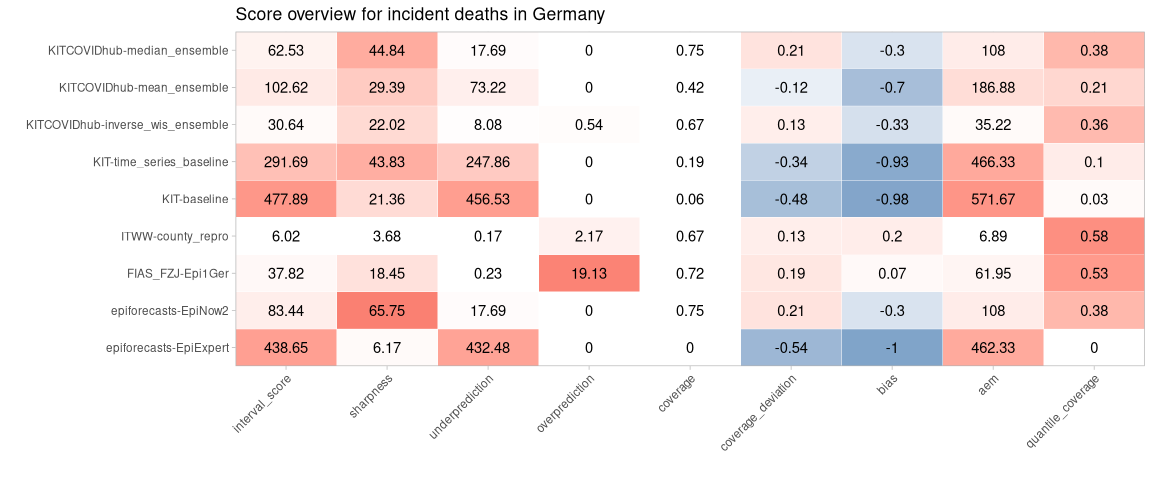 Score overview for incident deaths in Germany
KITCOVIDhub-median_ensemble 62.53 44.84 17.69 0 0.75 0.21 -0.3 108 0.38
KITCOVIDhub-mean_ensemble 102.62 29.39 73.22 0 0.42 -0.12 -0.7 186.88 0.21
KITCOVIDhub-inverse_wis_ensemble 30.64 22.02 8.08 0.54 0.67 0.13 -0.33 35.22 0.36
KIT-time_series_baseline 291.69 43.83 247.86 0 0.19 -0.34 -0.93 466.33 0.1
KIT-baseline 477.89 21.36 456.53 0 0.06 -0.48 -0.98 571.67 0.03
ITWW-county_repro 6.02 3.68 0.17 2.17 0.67 0.13 0.2 6.89 0.58
FIAS_FZJ-Epi1Ger 37.82 18.45 0.23 19.13 0.72 0.19 0.07 61.95 0.53
epiforecasts-EpiNow2 83.44 65.75 17.69 0 0.75 0.21 -0.3 108 0.38
epiforecasts-EpiExpert 438.65 6.17 432.48 0 0 -0.54 -1 462.33 0
interval_score sharpness underprediction overprediction coverage coverage_deviation bias aem quantile_coverage